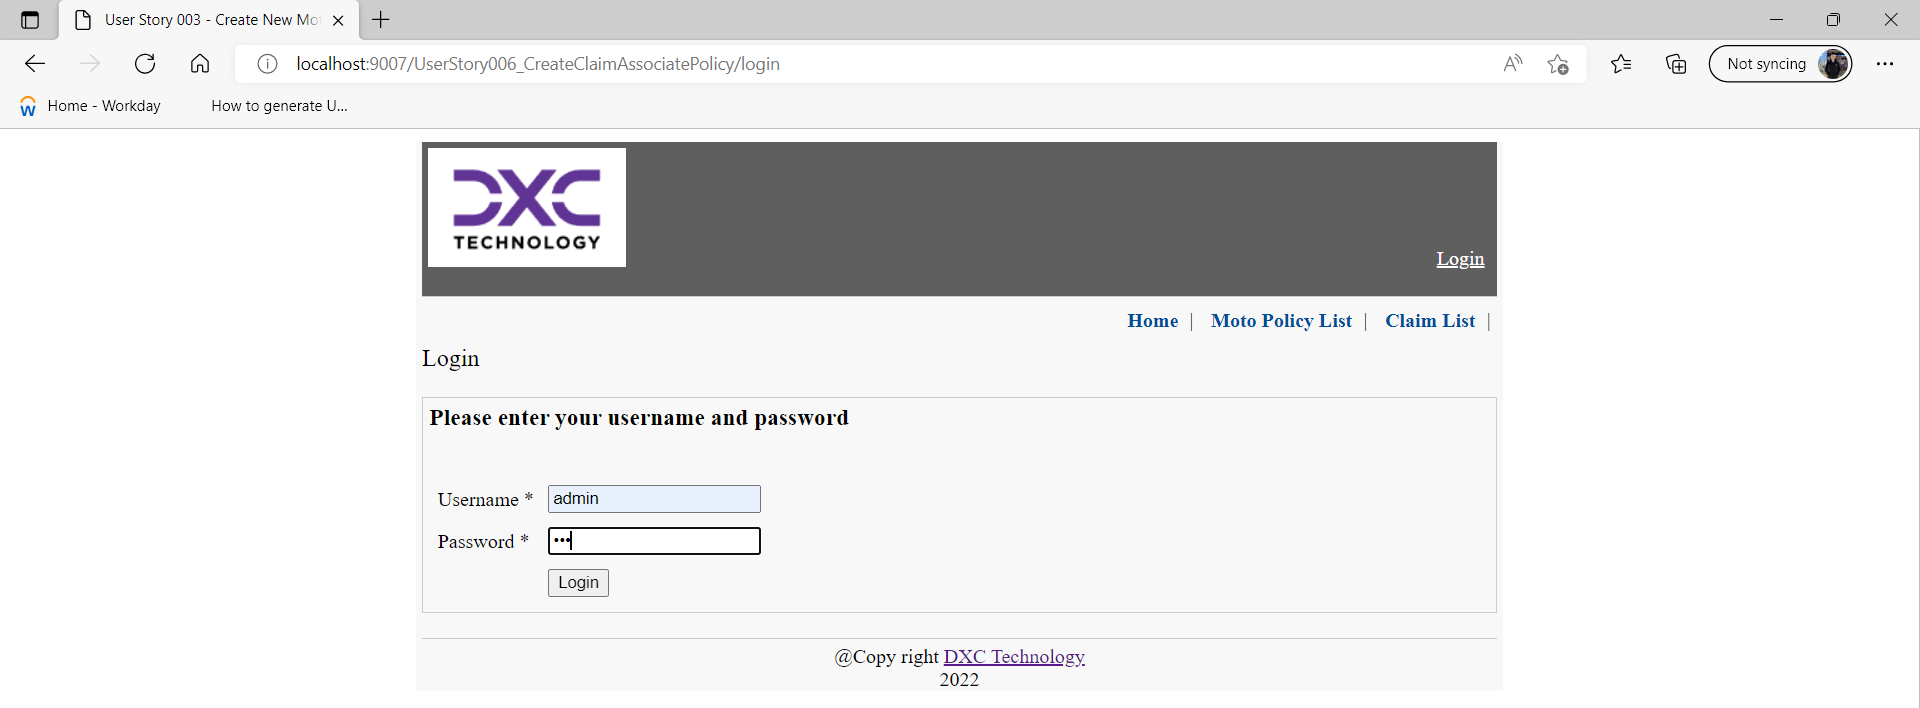 User Story 003 - Create New Mo
localhost:9007/UserStory006_CreateClaimAssociatePolicy/login
Not syncing
Home - Workday
How to generate U...
DXC
TECHNOLOGY
Login
Home | Moto Policy List | Claim List |
Login
Please enter your username and password
Username * admin
Password * •••
Login
@Copy right DXC Technology
2022